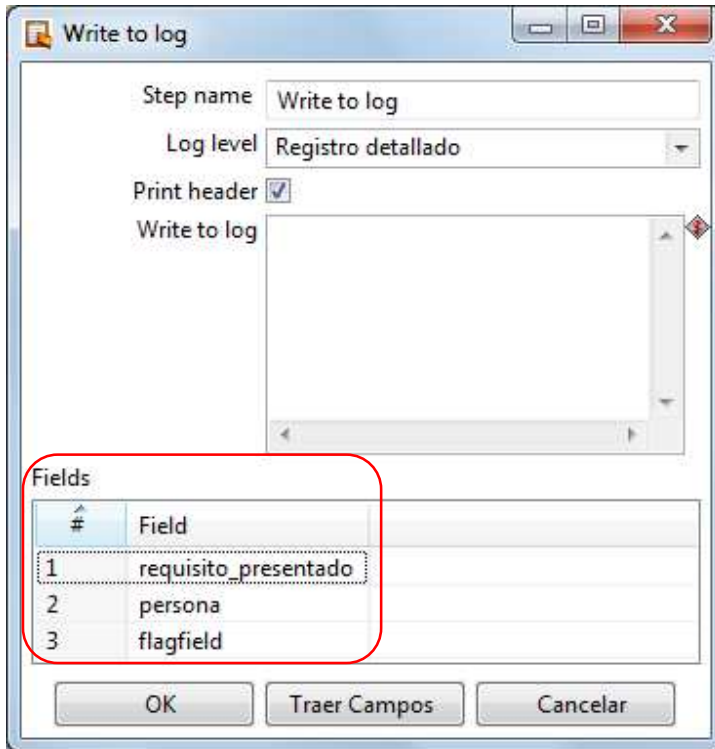 Write to log
Step name Write to log
Log level Registro detallado
Print header
Write to log
Fields
# Field
1 requisito_presentado
2 persona
3 flagfield
OK Traer Campos Cancelar